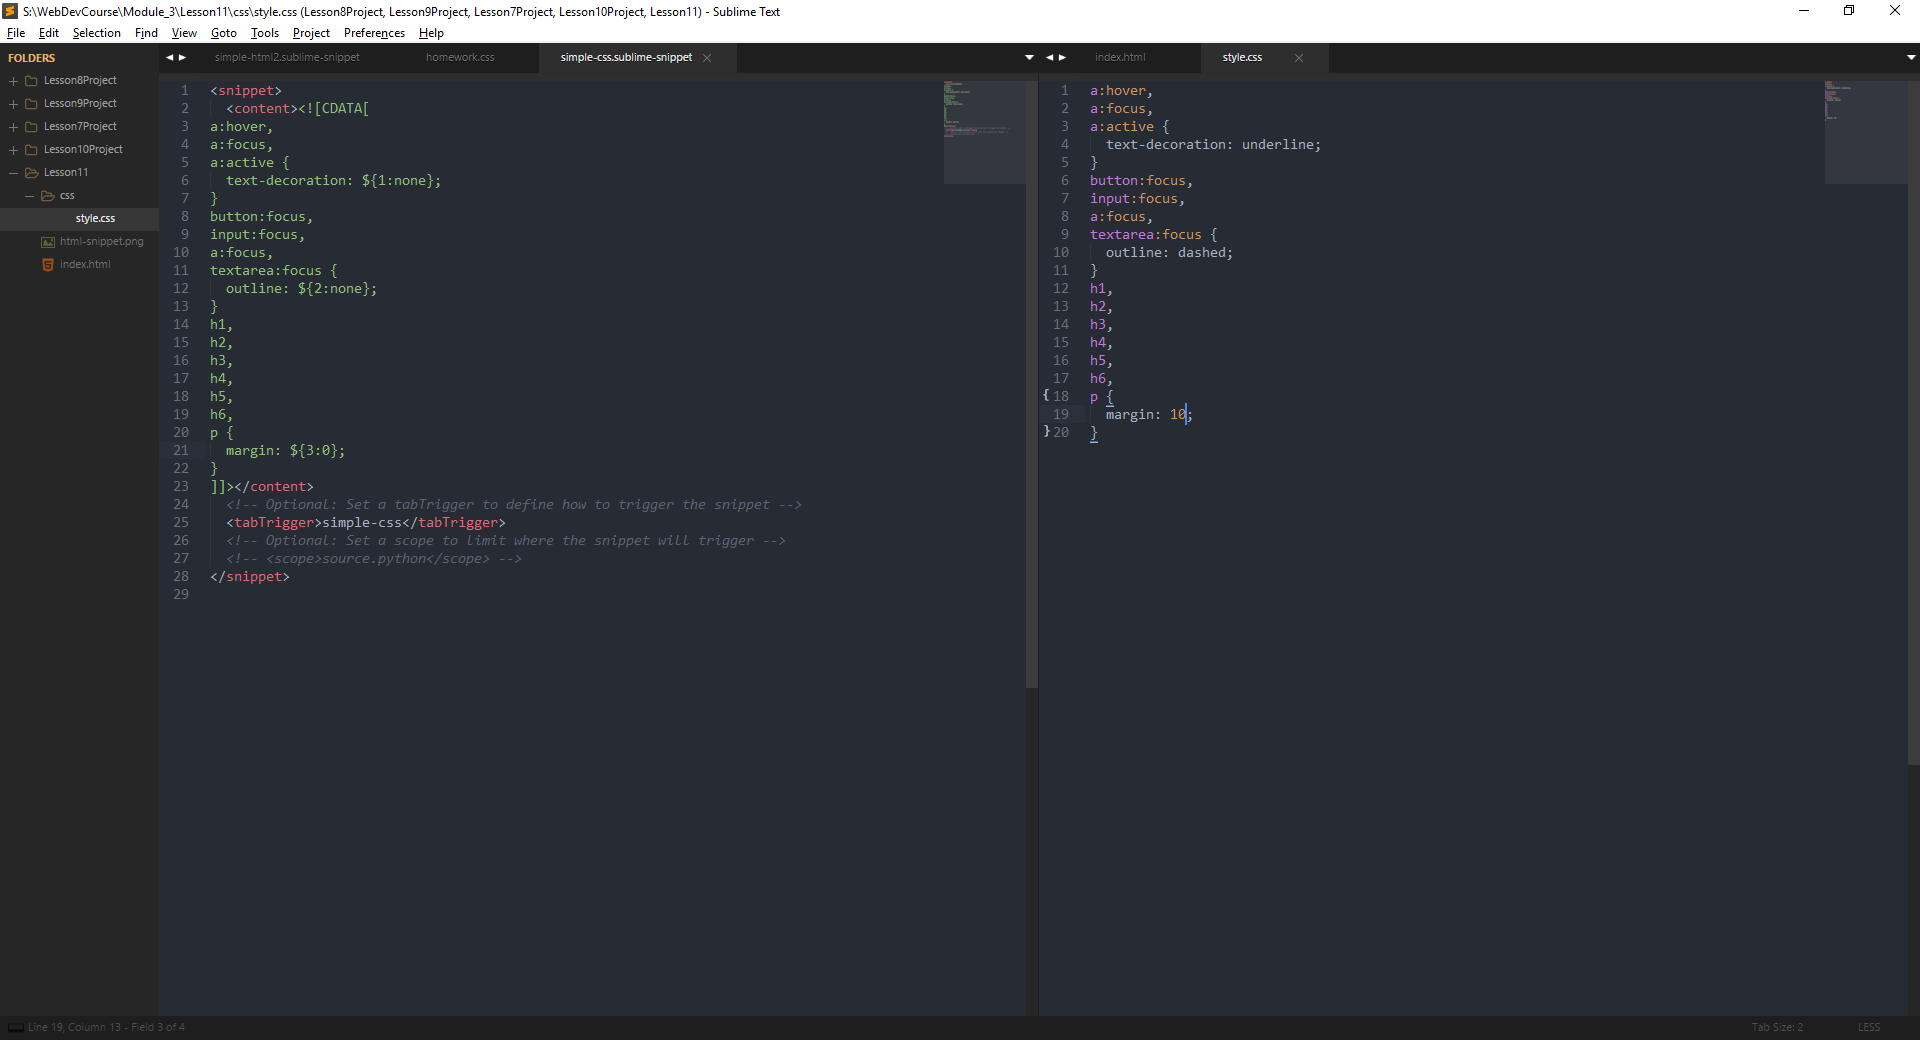 S:\WebDevCourse\Module_3\Lesson11\css\style.css (Lesson8Project, Lesson9Project, Lesson7Project, Lesson10Project, Lesson11) - Sublime Text
File Edit Selection Find View Goto Tools Project Preferences Help
FOLDERS
Lesson8Project
Lesson9Project
Lesson7Project
Lesson10Project
Lesson11
css
style.css
html-snippet.png
index.html
simple-html2.sublime-snippet homework.css simple-css.sublime-snippet
1 <snippet>
2   <content><![CDATA[
3 a:hover,
4 a:focus,
5 a:active {
6   text-decoration: ${1:none};
7 }
8 button:focus,
9 input:focus,
10 a:focus,
11 textarea:focus {
12   outline: ${2:none};
13 }
14 h1,
15 h2,
16 h3,
17 h4,
18 h5,
19 h6,
20 p {
21   margin: ${3:0};
22 }
23 ]]></content>
24   <!-- Optional: Set a tabTrigger to define how to trigger the snippet -->
25   <tabTrigger>simple-css</tabTrigger>
26   <!-- Optional: Set a scope to limit where the snippet will trigger -->
27   <!-- <scope>source.python</scope> -->
28 </snippet>
29
index.html style.css
1 a:hover,
2 a:focus,
3 a:active {
4   text-decoration: underline;
5 }
6 button:focus,
7 input:focus,
8 a:focus,
9 textarea:focus {
10   outline: dashed;
11 }
12 h1,
13 h2,
14 h3,
15 h4,
16 h5,
17 h6,
{ 18 p {
19   margin: 10;
} 20 }
Line 19, Column 13 - Field 3 of 4 Tab Size: 2 LESS